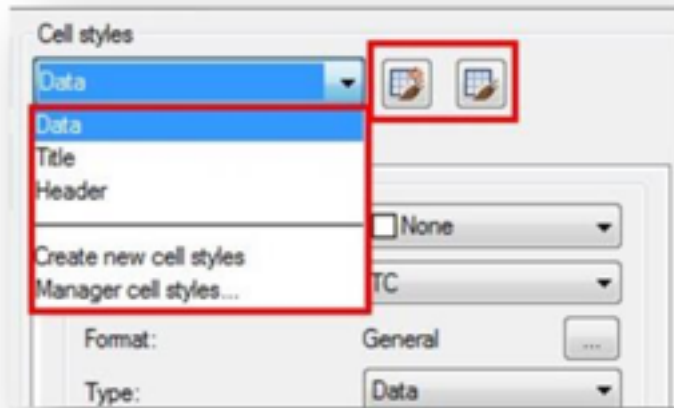 Cell styles
Data
Data
Title
Header
None
Create new cell styles
TC
Manager cell styles...
Format: General ...
Type: Data